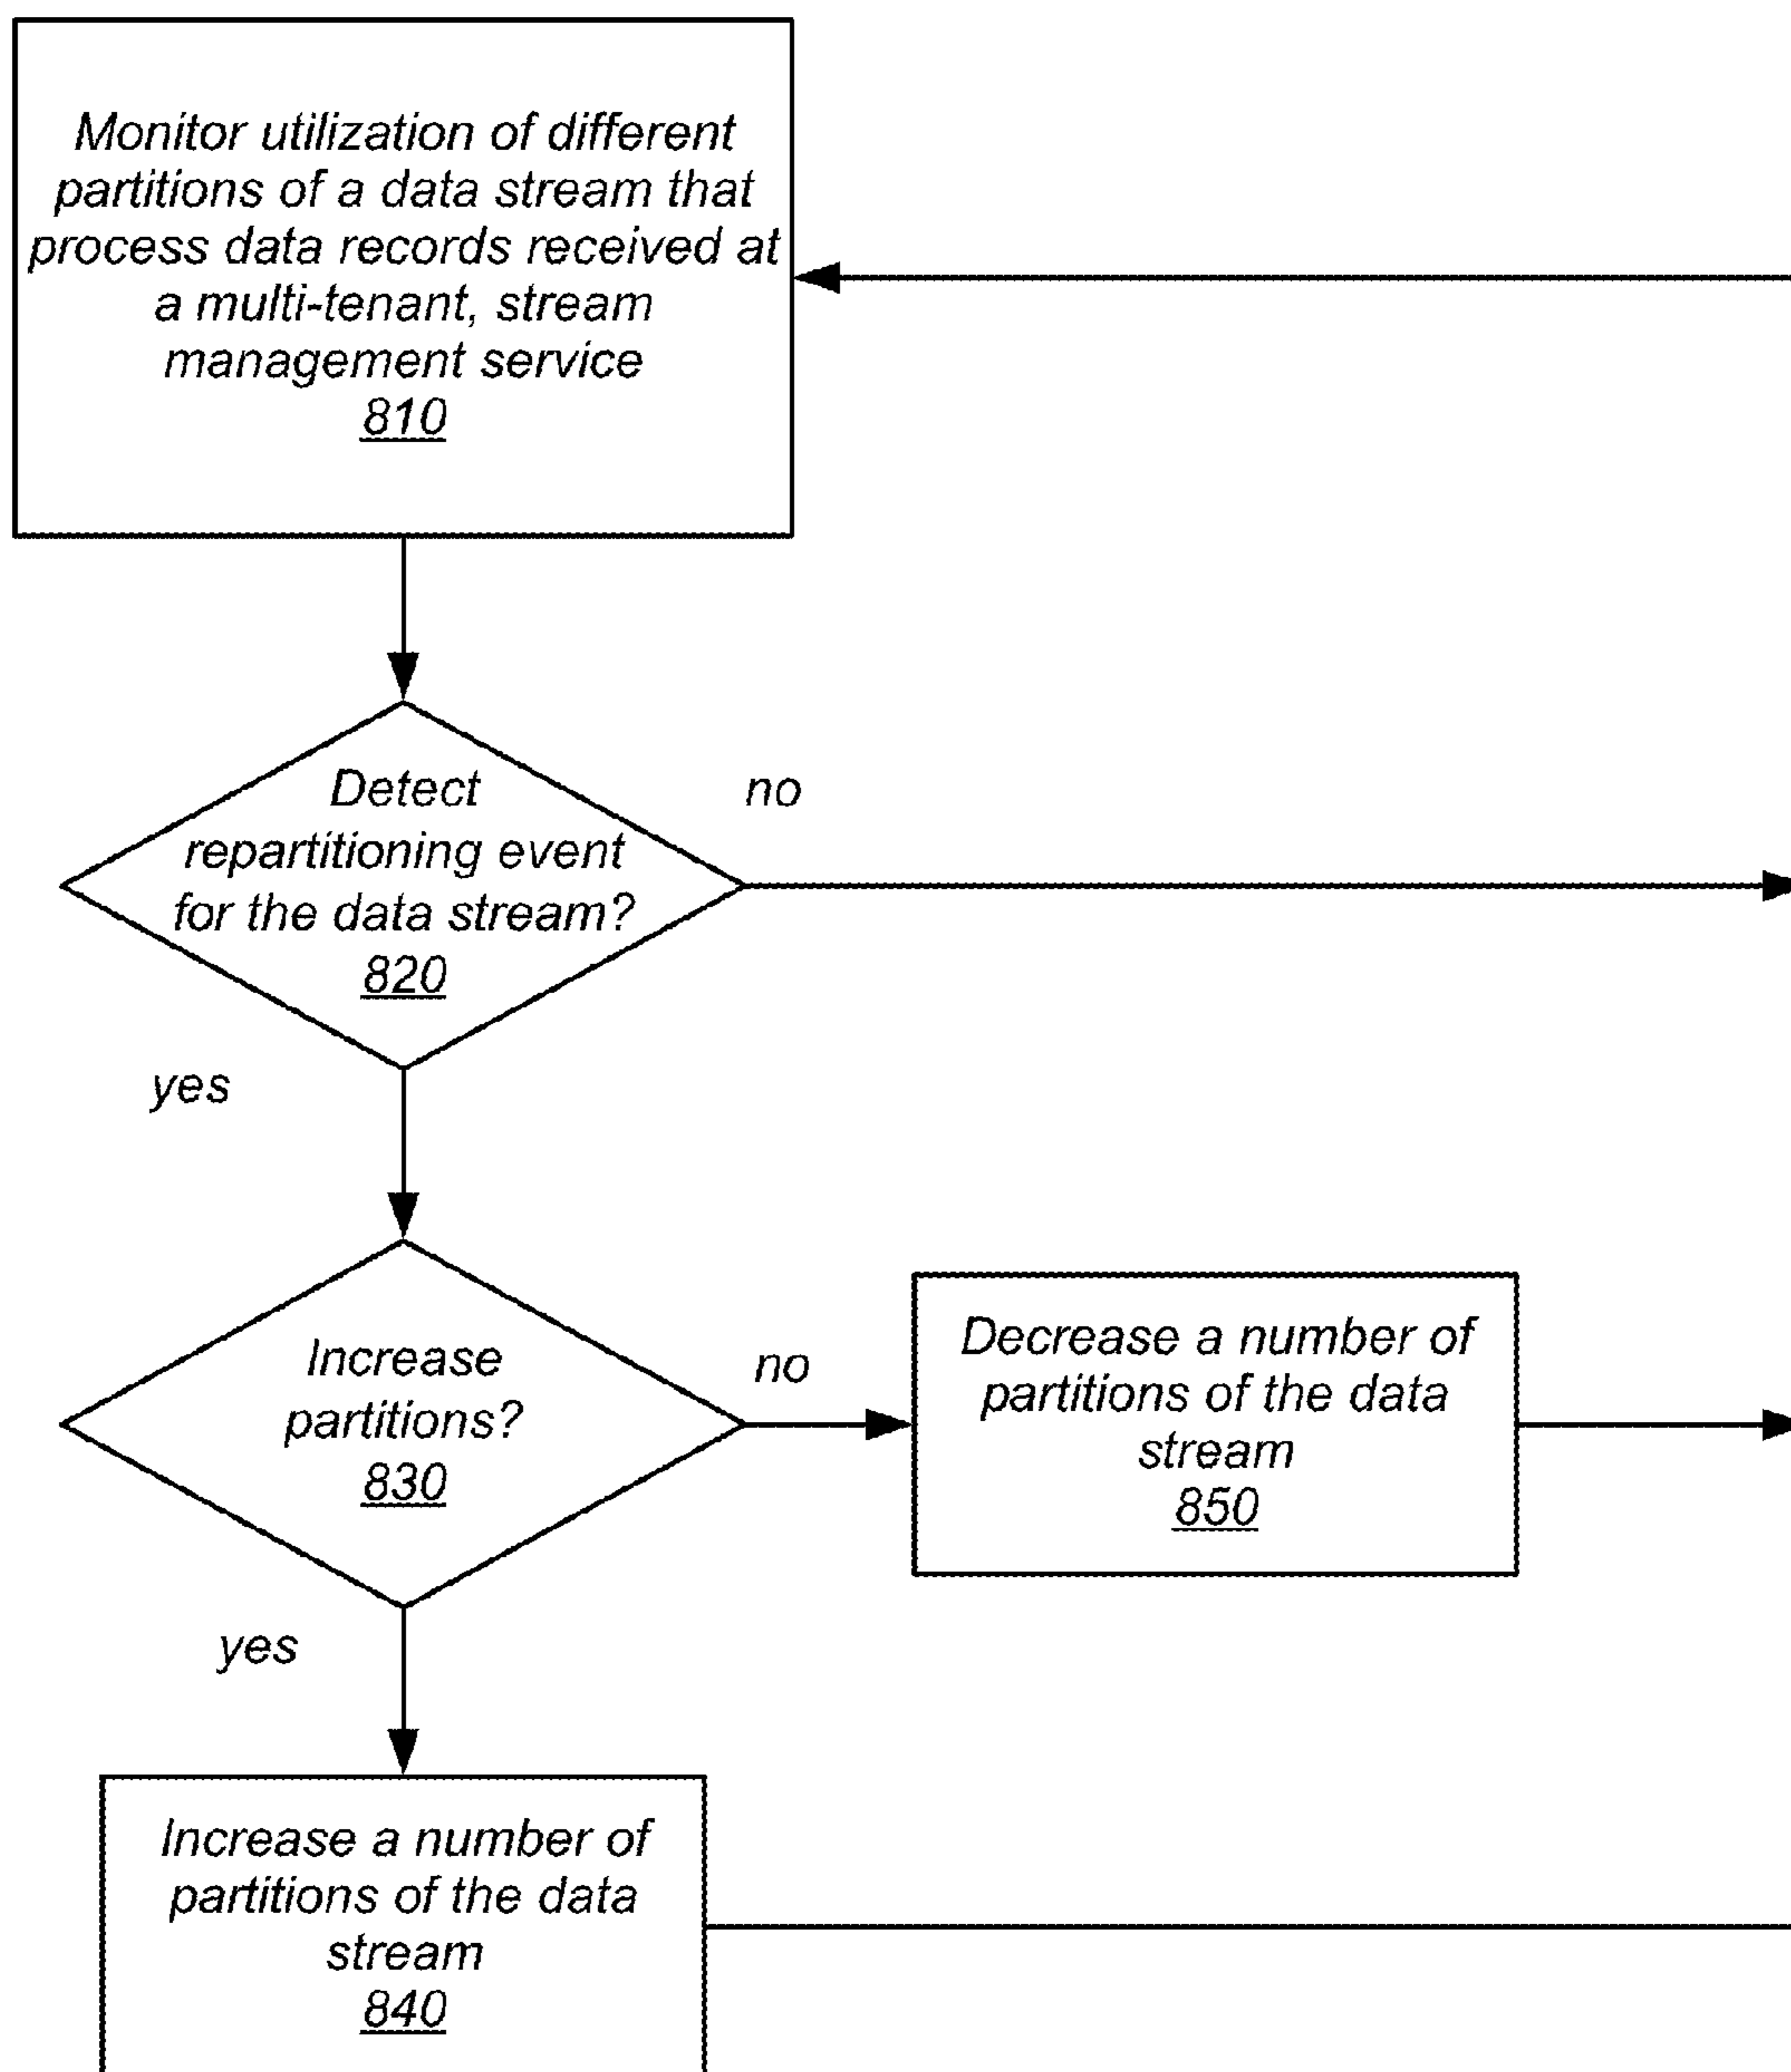 Monitor utilization of different
partitions of a data stream that
process data records received at
a multi-tenant, stream
management service
810
Detect
repartitioning event
for the data stream?
820
no
yes
Increase
partitions?
830
no
Decrease a number of
partitions of the data
stream
850
yes
Increase a number of
partitions of the data
stream
840